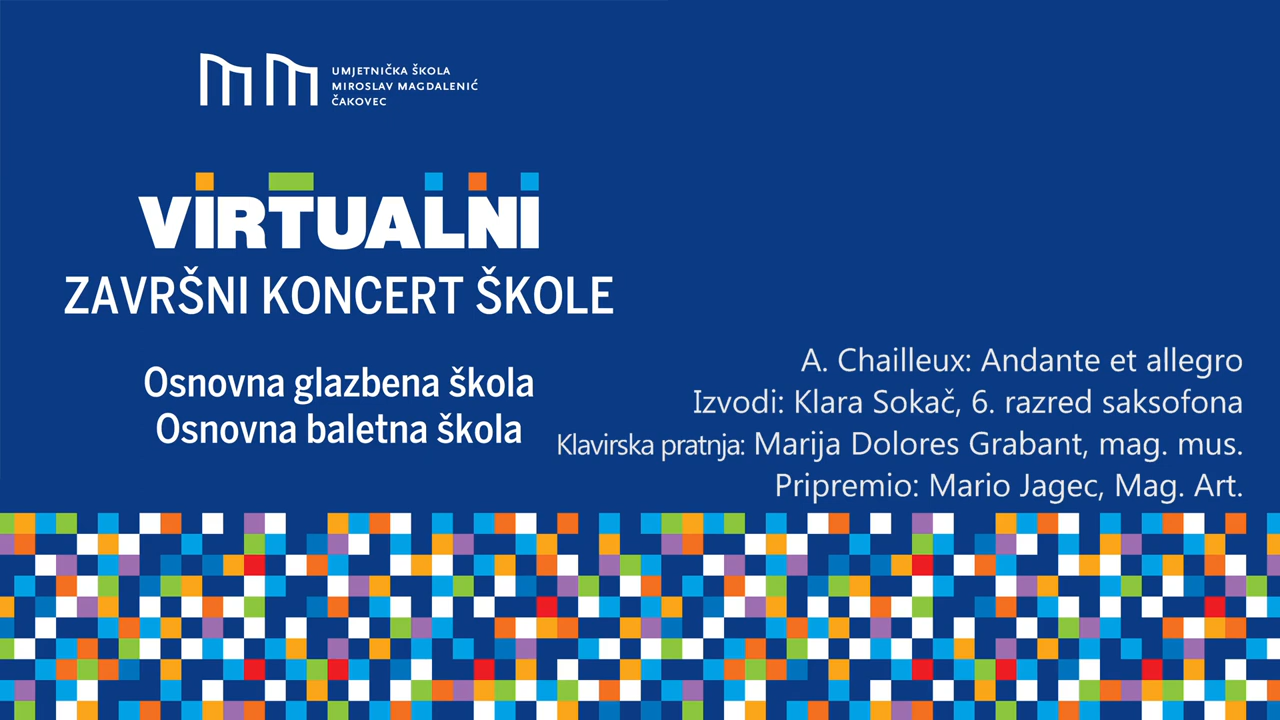 UMJETNIČKA ŠKOLA
MIROSLAV MAGDALENIĆ
ČAKOVEC
VIRTUALNI
ZAVRŠNI KONCERT ŠKOLE
Osnovna glazbena škola
Osnovna baletna škola
A. Chailleux: Andante et allegro
Izvodi: Klara Sokač, 6. razred saksofona
Klavirska pratnja: Marija Dolores Grabant, mag. mus.
Pripremio: Mario Jagec, Mag. Art.